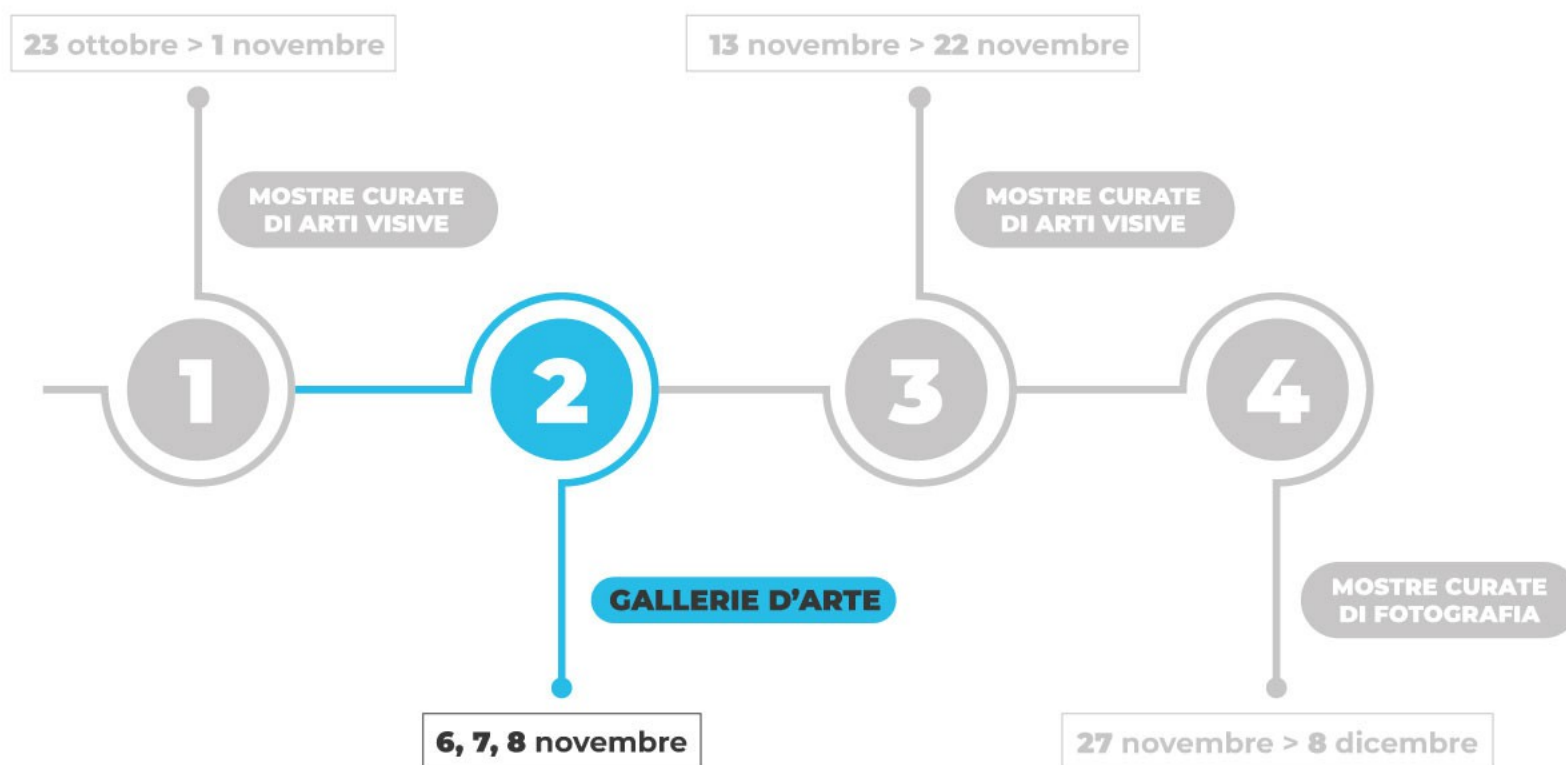 23 ottobre > 1 novembre
13 novembre > 22 novembre
MOSTRE CURATE
DI ARTI VISIVE
MOSTRE CURATE
DI ARTI VISIVE
1
2
3
4
GALLERIE D’ARTE
MOSTRE CURATE
DI FOTOGRAFIA
6, 7, 8 novembre
27 novembre > 8 dicembre